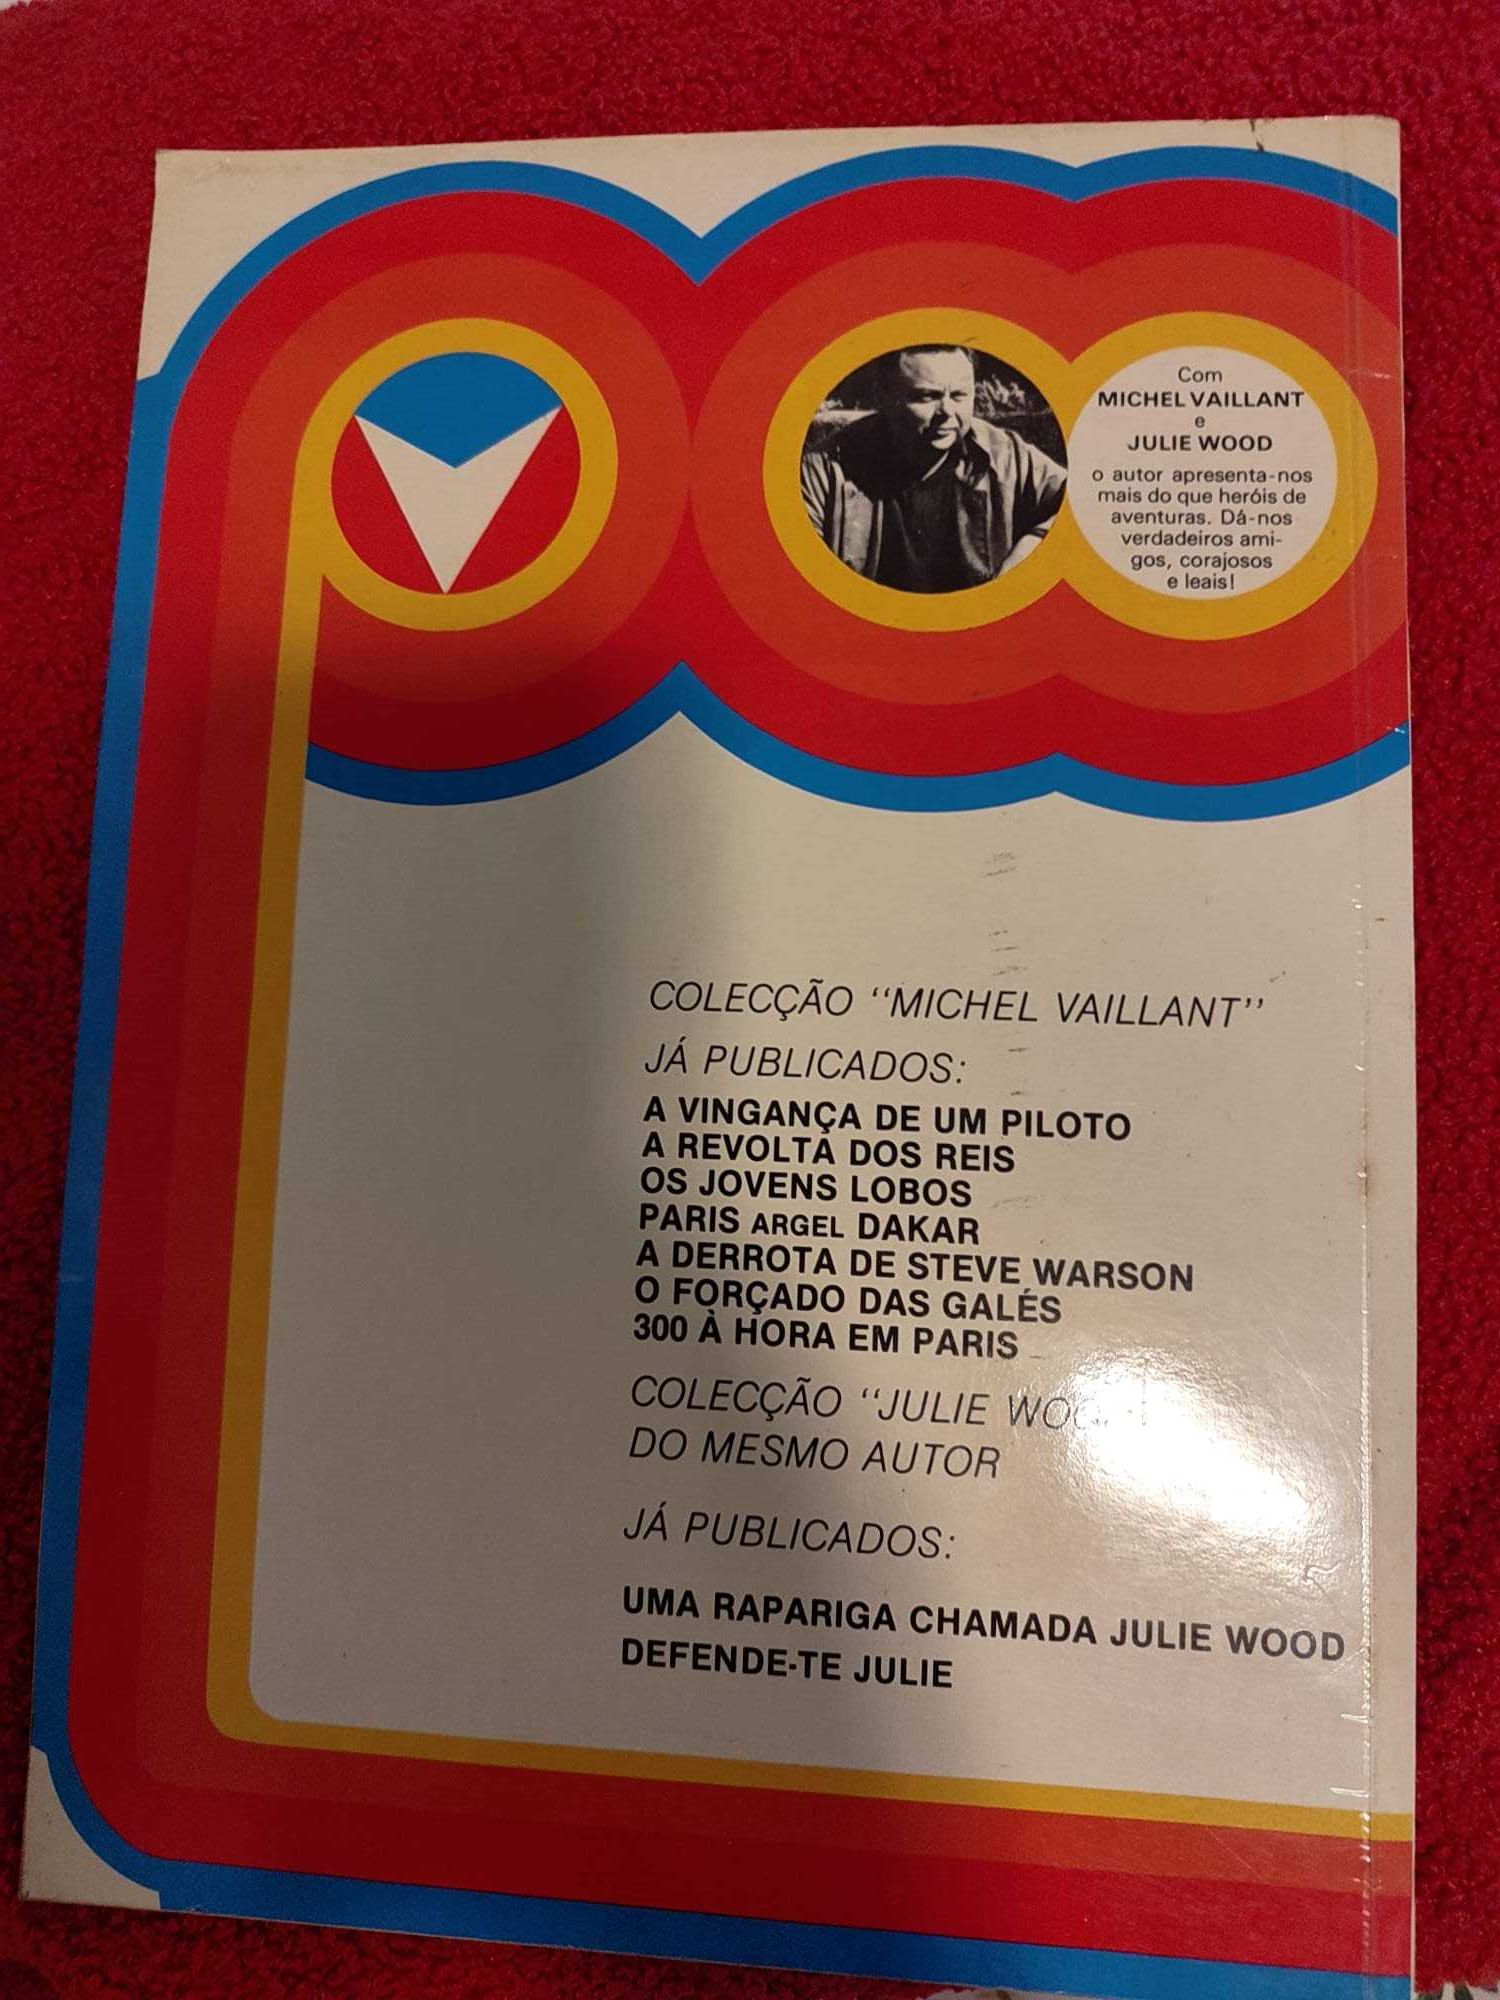 Com
MICHEL VAILLANT
e
JULIE WOOD
o autor apresenta-nos
mais do que heróis de
aventuras. Dá-nos
verdadeiros ami-
gos, corajosos
e leais!
COLECÇÃO "MICHEL VAILLANT"
JÁ PUBLICADOS:
A VINGANÇA DE UM PILOTO
A REVOLTA DOS REIS
OS JOVENS LOBOS
PARIS ARGEL DAKAR
A DERROTA DE STEVE WARSON
O FORÇADO DAS GALÉS
300 À HORA EM PARIS
COLECÇÃO "JULIE
DO MESMO AUTOR
JÁ PUBLICADOS:
UMA RAPARIGA CHAMADA JULIE WOOD
DEFENDE-TE JULIE